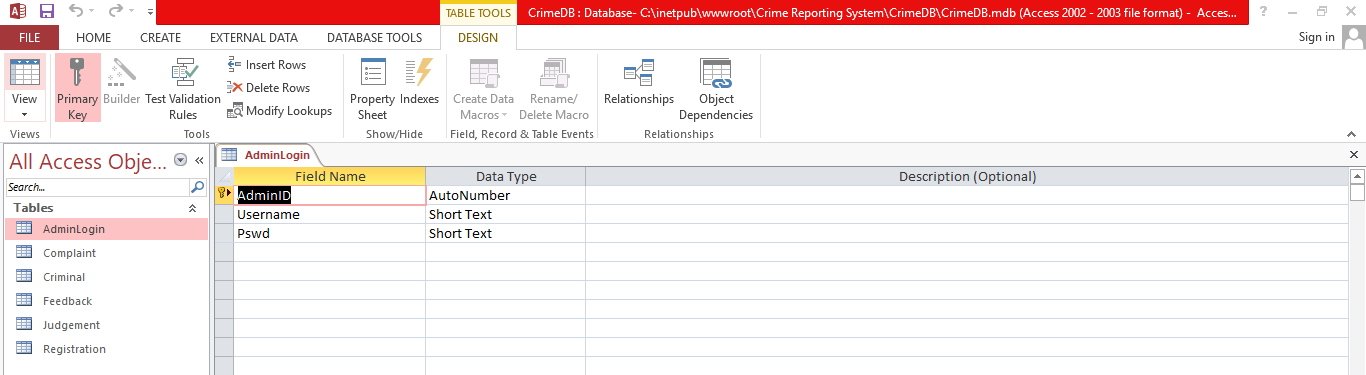 TABLE TOOLS
CrimeDB : Database- C:\inetpub\wwwroot\Crime Reporting System\CrimeDB\CrimeDB.mdb (Access 2002 - 2003 file format) - Acces...
?
FILE HOME CREATE EXTERNAL DATA DATABASE TOOLS DESIGN Sign in
View
Primary Key
Builder
Test Validation Rules
Insert Rows
Delete Rows
Modify Lookups
Property Sheet
Indexes
Create Data Macros
Rename/ Delete Macro
Relationships
Object Dependencies
Views Tools Show/Hide Field, Record & Table Events Relationships
All Access Obje...
Search...
Tables
AdminLogin
Complaint
Criminal
Feedback
Judgement
Registration
AdminLogin
Field Name Data Type Description (Optional)
AdminID AutoNumber
Username Short Text
Pswd Short Text